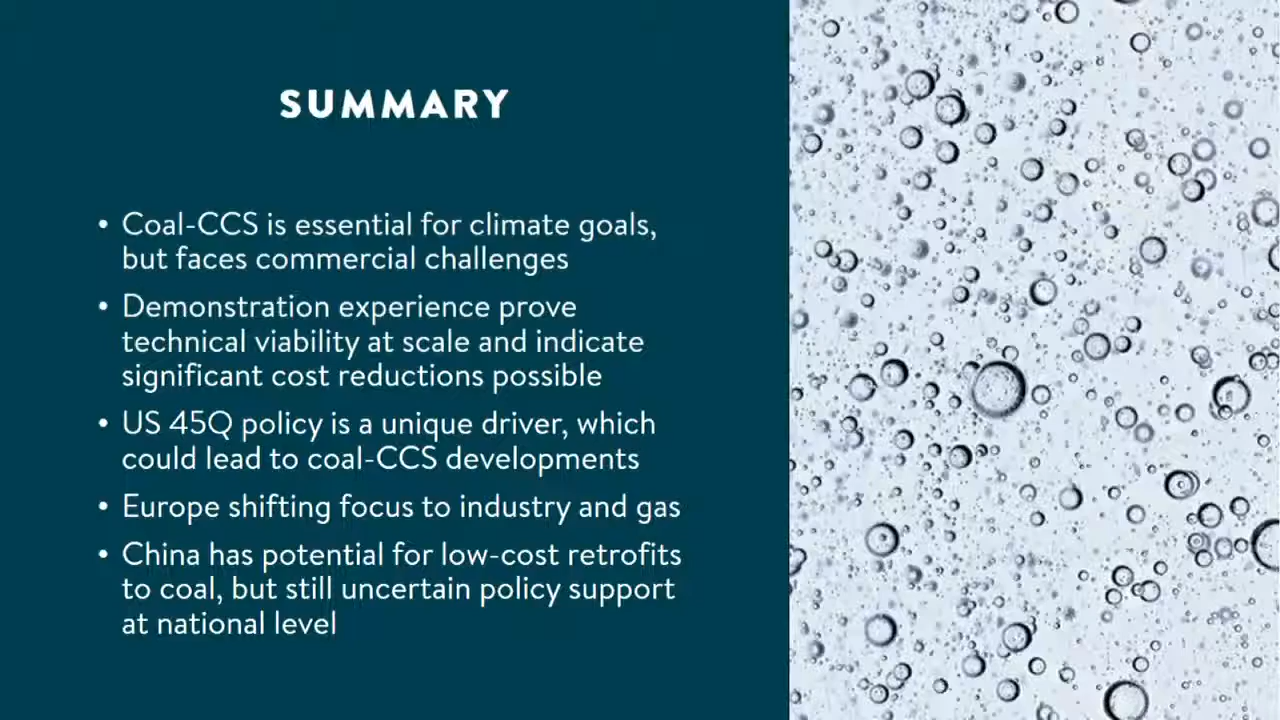 SUMMARY
• Coal-CCS is essential for climate goals,
but faces commercial challenges
• Demonstration experience prove
technical viability at scale and indicate
significant cost reductions possible
• US 45Q policy is a unique driver, which
could lead to coal-CCS developments
• Europe shifting focus to industry and gas
• China has potential for low-cost retrofits
to coal, but still uncertain policy support
at national level